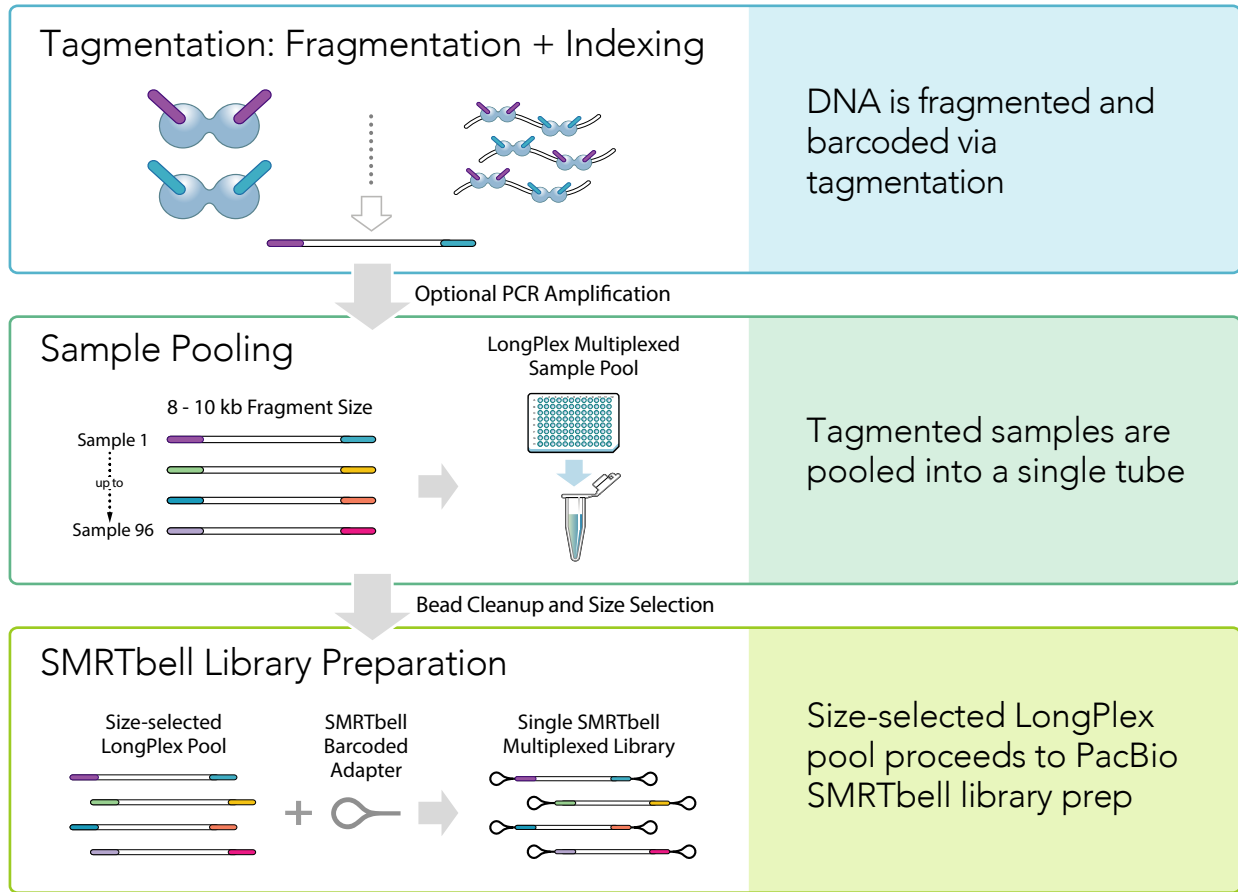 Tagmentation: Fragmentation + Indexing
DNA is fragmented and
barcoded via
tagmentation
Optional PCR Amplification
Sample Pooling
8 - 10 kb Fragment Size
Sample 1
up to
Sample 96
LongPlex Multiplexed
Sample Pool
Tagmented samples are
pooled into a single tube
Bead Cleanup and Size Selection
SMRTbell Library Preparation
Size-selected
LongPlex Pool
+
SMRTbell
Barcoded
Adapter
Single SMRTbell
Multiplexed Library
Size-selected LongPlex
pool proceeds to PacBio
SMRTbell library prep